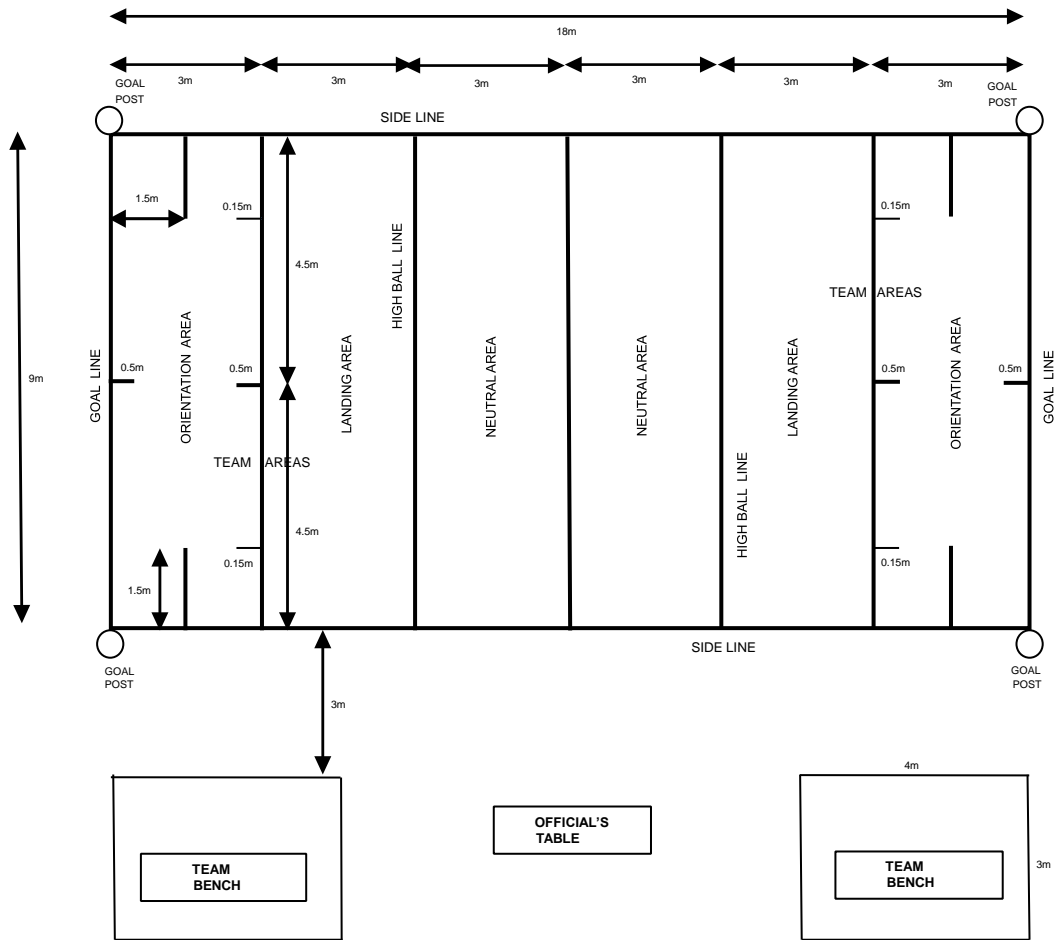 18m
3m
3m
3m
3m
3m
3m
GOAL
POST
GOAL
POST
SIDE LINE
1.5m
0.15m
0.15m
4.5m
HIGH BALL LINE
TEAM AREAS
9m
GOAL LINE
0.5m
ORIENTATION AREA
0.5m
LANDING AREA
NEUTRAL AREA
NEUTRAL AREA
LANDING AREA
0.5m
ORIENTATION AREA
0.5m
GOAL LINE
TEAM AREAS
HIGH BALL LINE
4.5m
0.15m
0.15m
1.5m
SIDE LINE
GOAL
POST
GOAL
POST
3m
4m
OFFICIAL'S
TABLE
TEAM
BENCH
TEAM
BENCH
3m